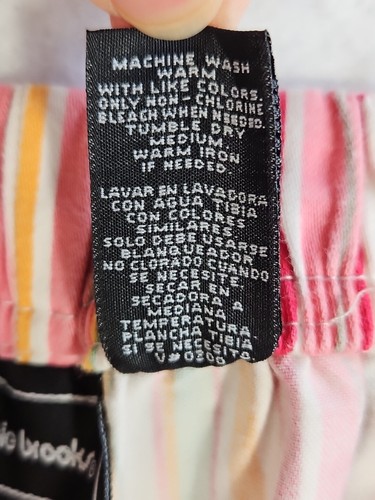 MACHINE WASH
WARM
WITH LIKE COLORS.
ONLY NON-CHLORINE
BLEACH WHEN NEEDED.
TUMBLE DRY
MEDIUM.
WARM IRON
IF NEEDED.
LAVAR EN LAVADORA
CON AGUA TIBIA
CON COLORES
SIMILARES.
SOLO DEBE USARSE
BLANQUEADOR
NO CLORADO CUANDO
SE NECESITE.
SECAR EN
SECADORA A
MEDIANA
TEMPERATURA.
PLANCHA TIBIA
SI SE NECESITA.
brooks